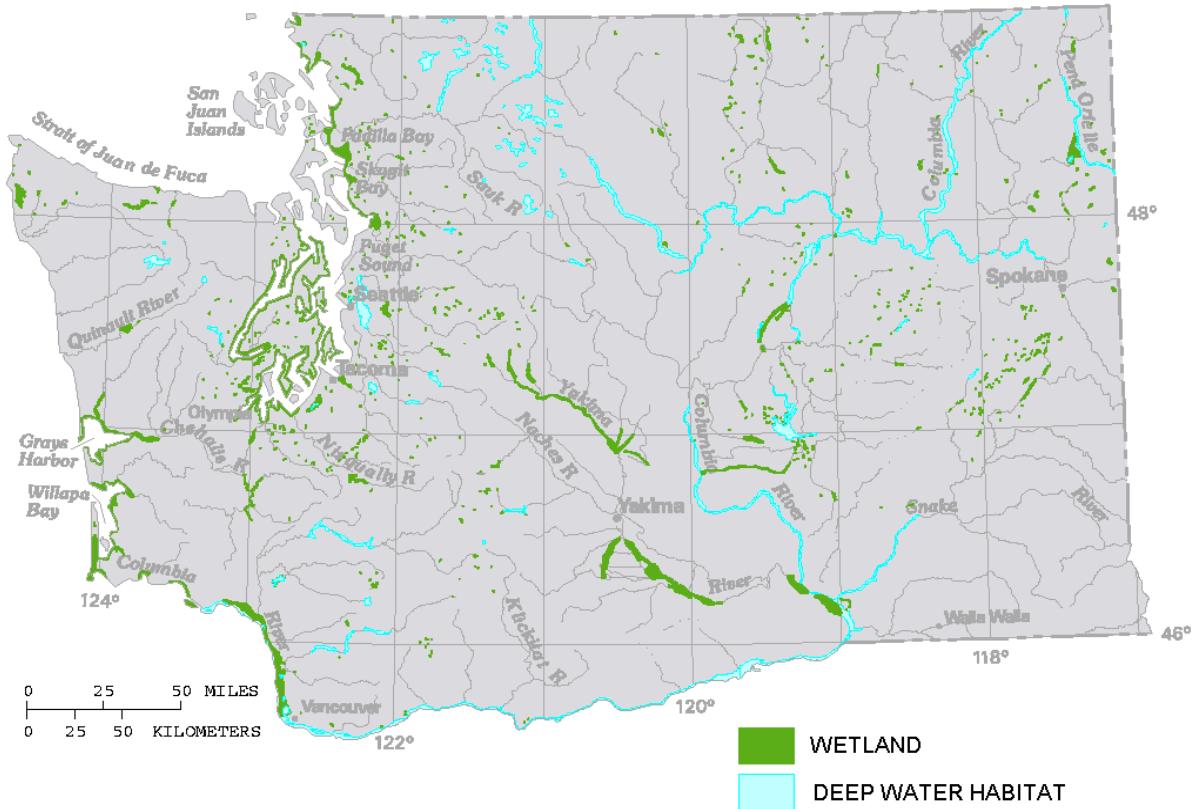 San
Juan
Islands
Strait of Juan de Fuca
Padilla Bay
Skagit
Bay
Sauk R
Columbia
River
Pend Oreille
48°
Puget
Sound
Seattle
Spokane
Quinault River
Tacoma
Olympia
Yakima
Columbia
Grays
Harbor
Chehalis R
Nisqually R
Naches R
Willapa
Bay
Yakima
River
Snake
River
Columbia
124°
River
River
Klickitat R
Walla Walla
46°
118°
0 25 50 MILES
0 25 50 KILOMETERS
Vancouver
120°
122°
WETLAND
DEEP WATER HABITAT